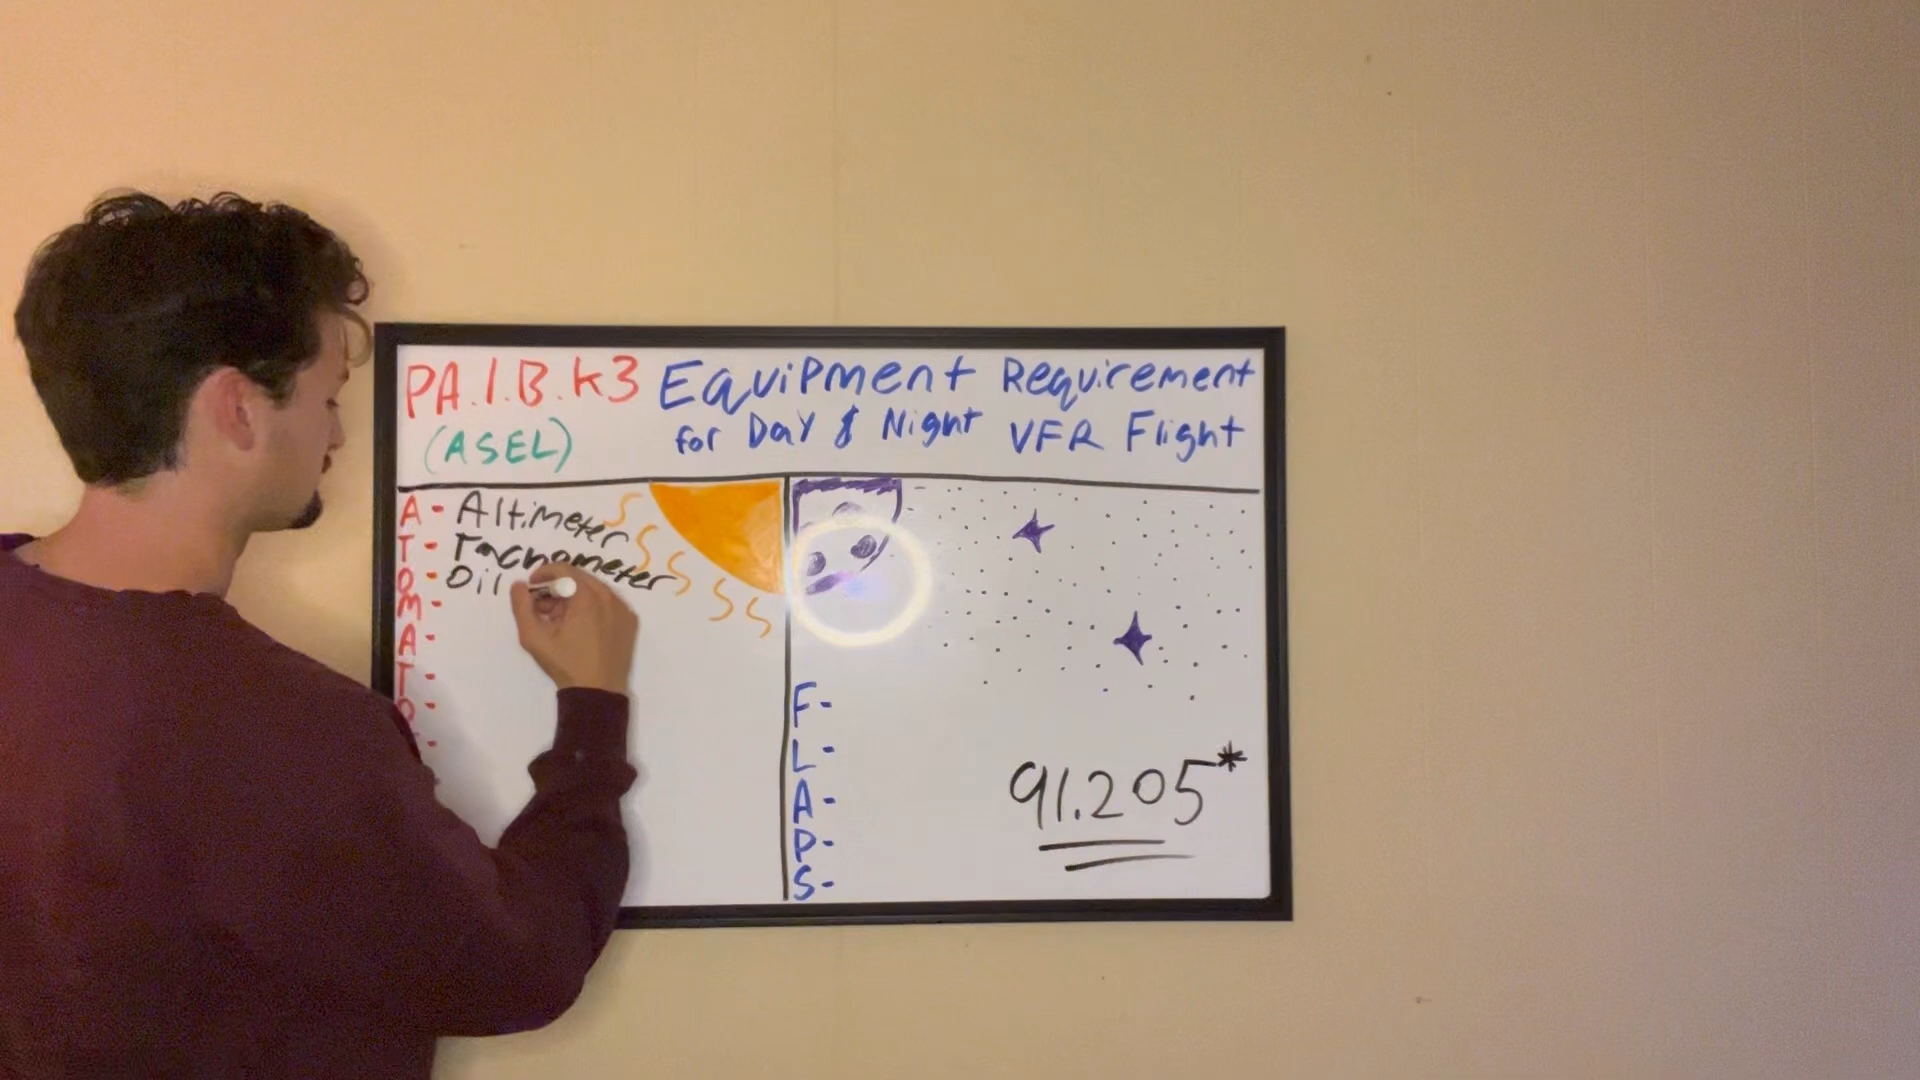 PA.I.B.K3 Equipment Requirement
(ASEL) for Day & Night VFR Flight
A - Altimeter
T - Tachometer
O - Oil
M -
A -
T -
O
F -
L -
A -
P -
S -
91.205*